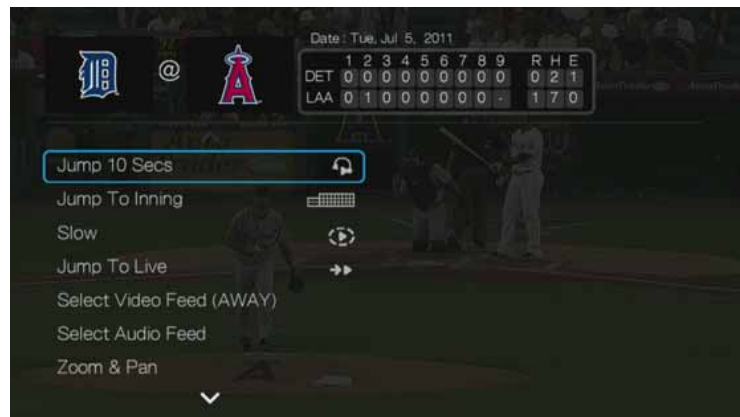 Date : Tue, Jul 5, 2011
@
1 2 3 4 5 6 7 8 9 R H E
DET 0 0 0 0 0 0 0 0 0 0 2 1
LAA 0 1 0 0 0 0 0 0 - 1 7 0
Jump 10 Secs
Jump To Inning
Slow
Jump To Live
Select Video Feed (AWAY)
Select Audio Feed
Zoom & Pan